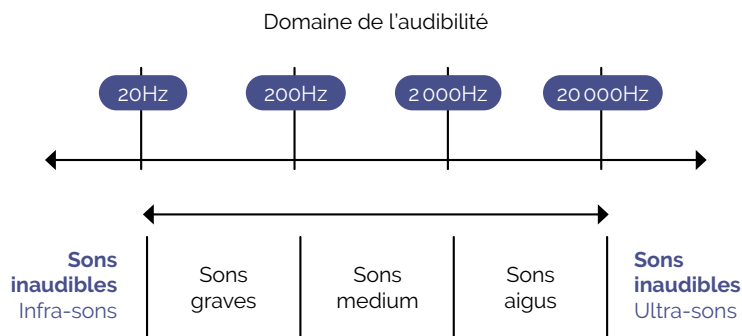 Domaine de l'audibilité
20Hz
200Hz
2 000Hz
20 000Hz
Sons
inaudibles
Infra-sons
Sons
graves
Sons
medium
Sons
aigus
Sons
inaudibles
Ultra-sons